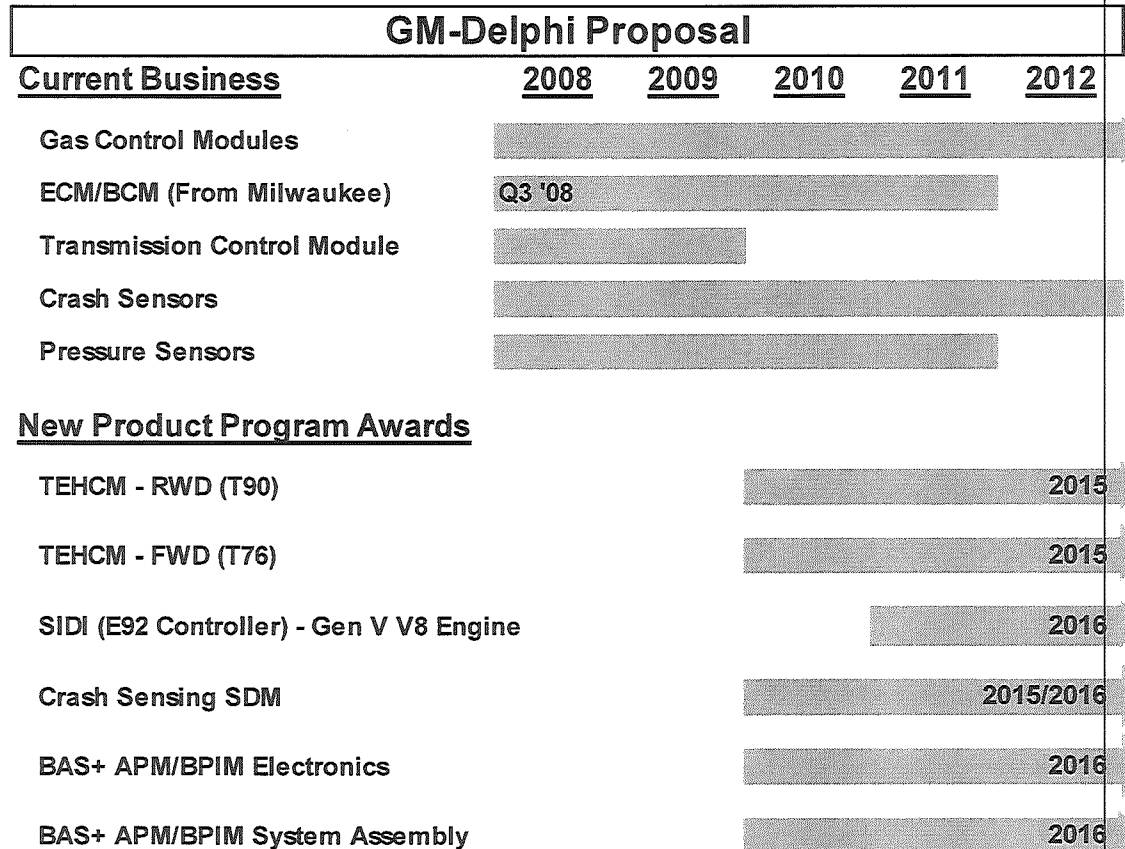 GM-Delphi Proposal
Current Business 2008 2009 2010 2011 2012
Gas Control Modules
ECM/BCM (From Milwaukee) Q3 '08
Transmission Control Module
Crash Sensors
Pressure Sensors
New Product Program Awards
TEHCM - RWD (T90) 2015
TEHCM - FWD (T76) 2015
SIDI (E92 Controller) - Gen V V8 Engine 2016
Crash Sensing SDM 2015/2016
BAS+ APM/BPIM Electronics 2016
BAS+ APM/BPIM System Assembly 2016